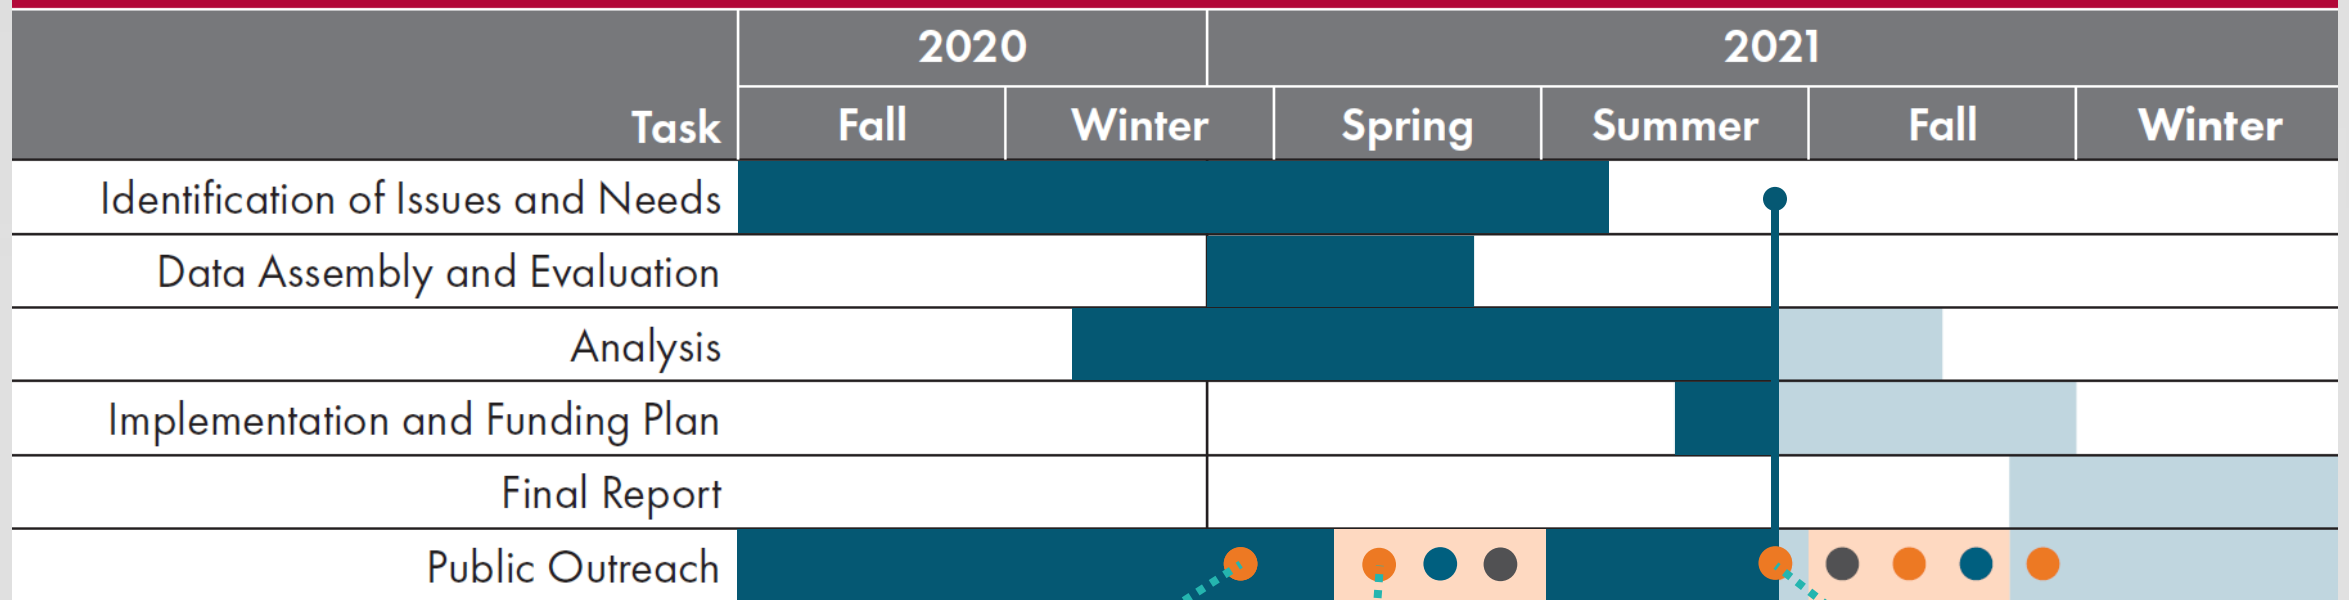 2020 2021
Task Fall Winter Spring Summer Fall Winter
Identification of Issues and Needs
Data Assembly and Evaluation
Analysis
Implementation and Funding Plan
Final Report
Public Outreach